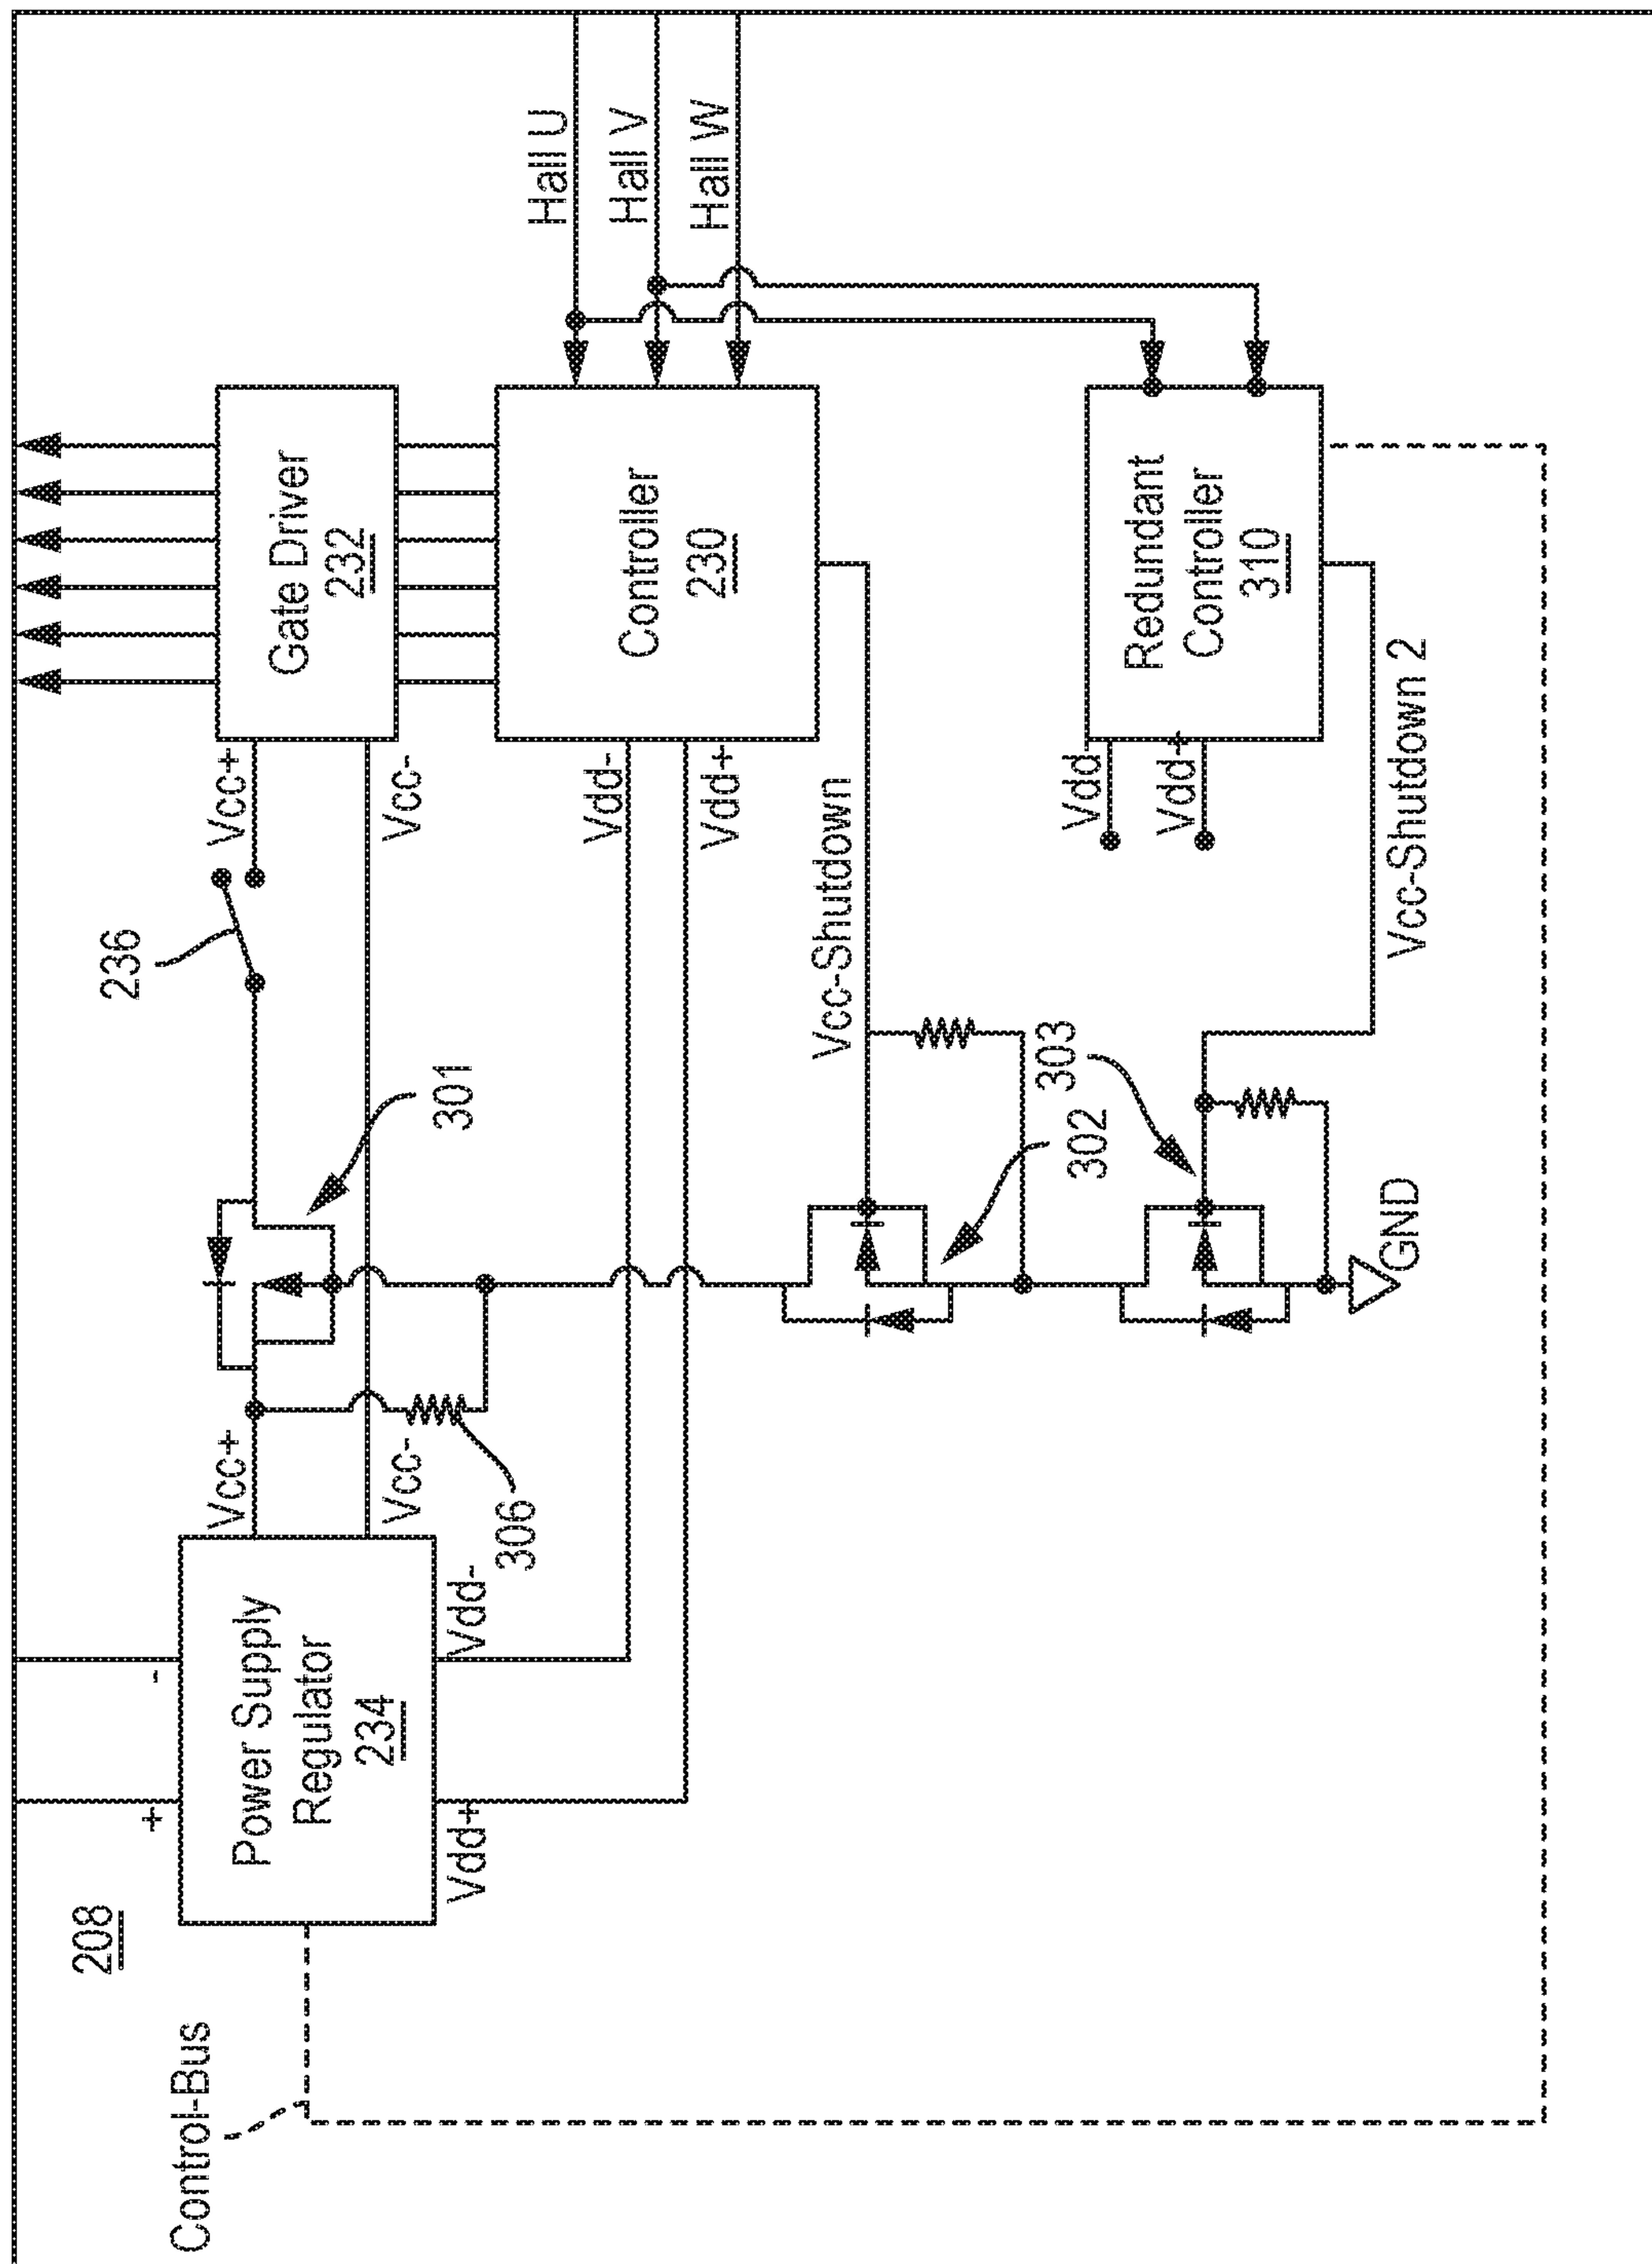 208
Control-Bus
+
-
Power Supply
Regulator
234
Vcc+
Vcc-
Vdd-
Vdd+
306
301
236
Vcc+
Vcc-
Gate Driver
232
Vdd-
Vdd+
Controller
230
Hall U
Hall V
Hall W
Vcc-Shutdown
302
303
Vdd-
Vdd+
Redundant
Controller
310
Vcc-Shutdown 2
GND